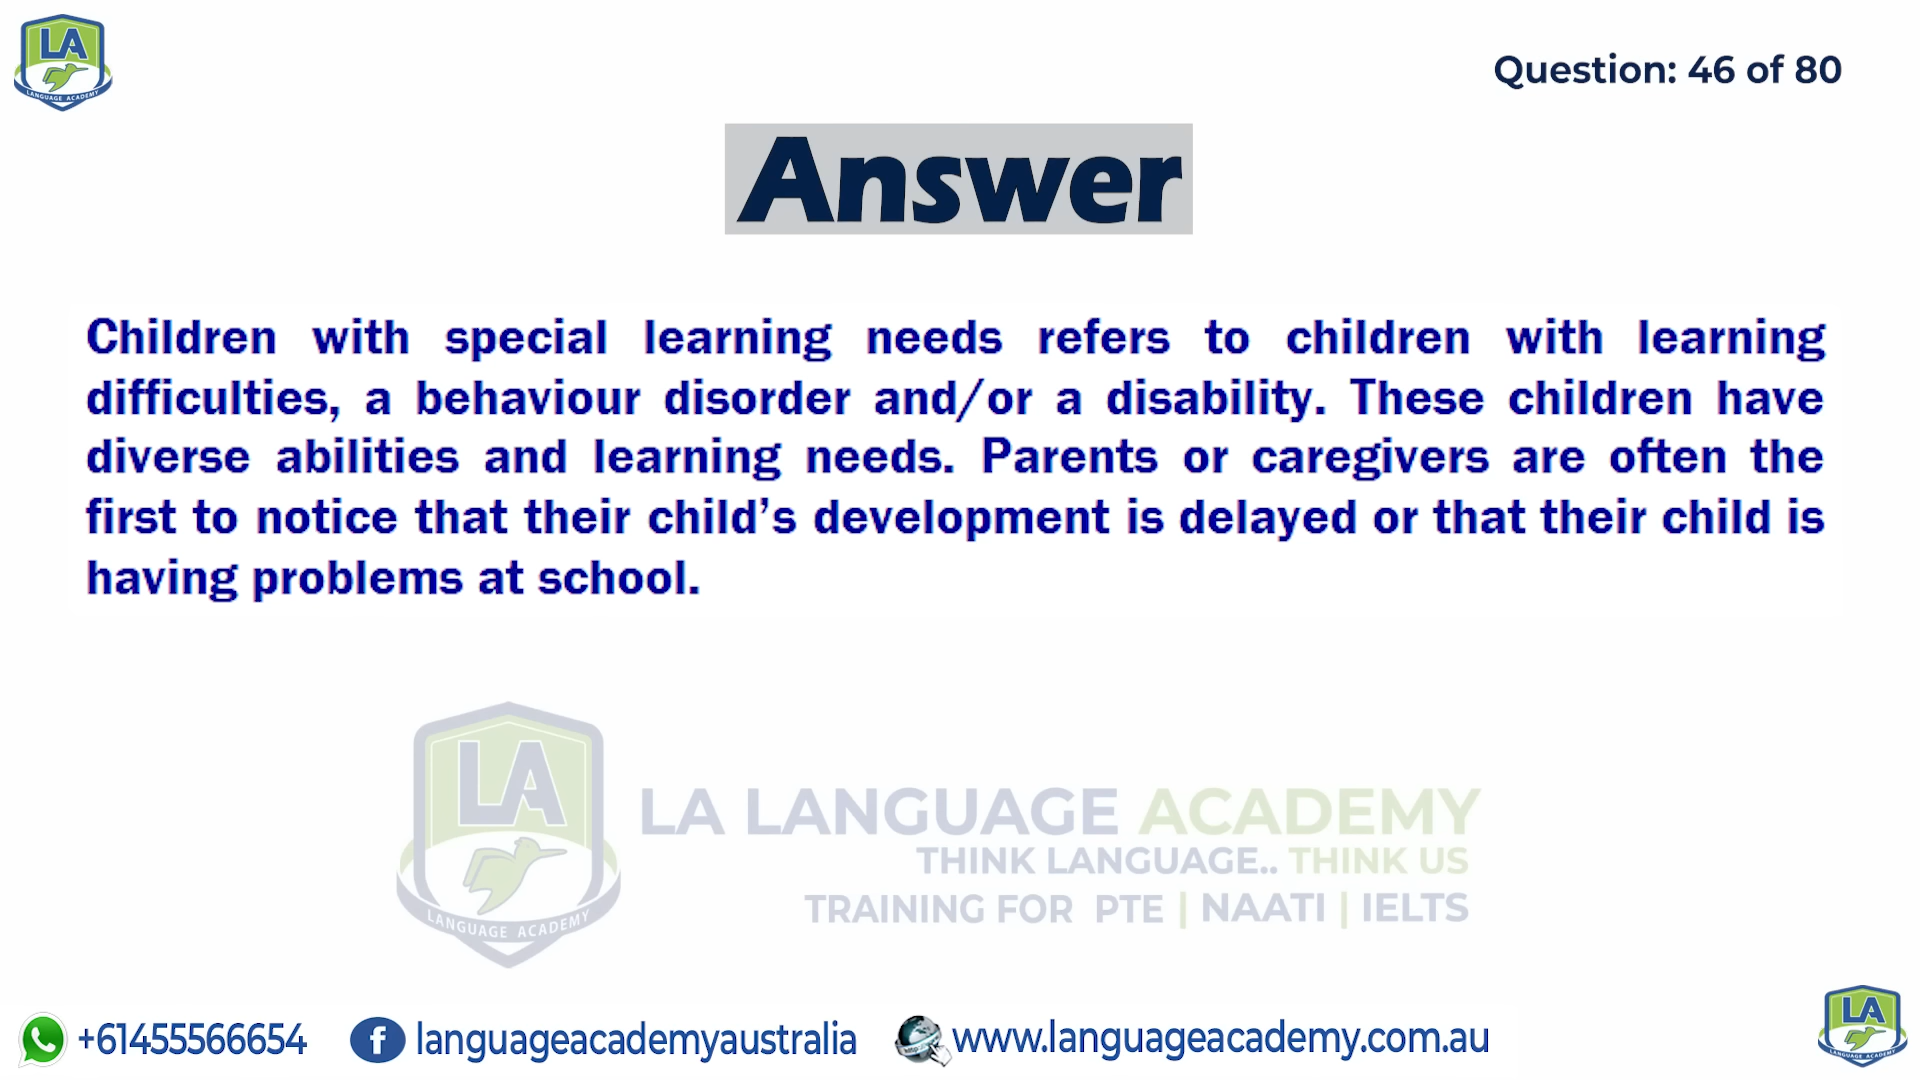 LA
LANGUAGE ACADEMY
Question: 46 of 80
Answer
Children with special learning needs refers to children with learning
difficulties, a behaviour disorder and/or a disability. These children have
diverse abilities and learning needs. Parents or caregivers are often the
first to notice that their child’s development is delayed or that their child is
having problems at school.
LA
LANGUAGE ACADEMY
LA LANGUAGE ACADEMY
THINK LANGUAGE.. THINK US
TRAINING FOR PTE | NAATI | IELTS
+61455566654
f languageacademyaustralia
http:// www.languageacademy.com.au
LA
LANGUAGE ACADEMY